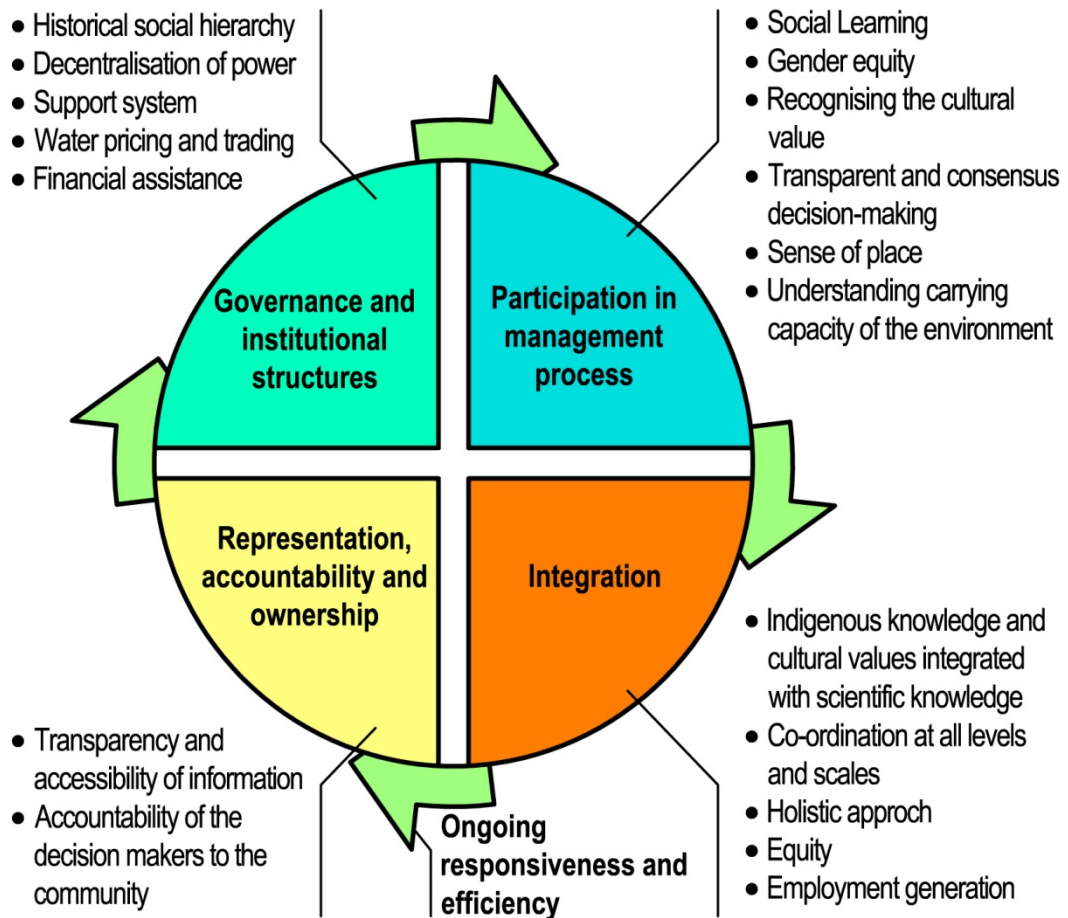 • Historical social hierarchy
• Decentralisation of power
• Support system
• Water pricing and trading
• Financial assistance
• Social Learning
• Gender equity
• Recognising the cultural
value
• Transparent and consensus
decision-making
• Sense of place
• Understanding carrying
capacity of the environment
Governance and
institutional
structures
Participation in
management
process
Representation,
accountability and
ownership
Integration
• Transparency and
accessibility of information
• Accountability of the
decision makers to the
community
Ongoing
responsiveness and
efficiency
• Indigenous knowledge and
cultural values integrated
with scientific knowledge
• Co-ordination at all levels
and scales
• Holistic approch
• Equity
• Employment generation